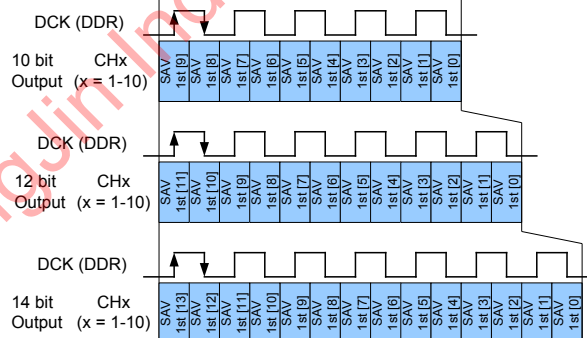 DCK (DDR)
10 bit CHx
Output (x = 1-10)
SAV 1st [9]
SAV 1st [8]
SAV 1st [7]
SAV 1st [6]
SAV 1st [5]
SAV 1st [4]
SAV 1st [3]
SAV 1st [2]
SAV 1st [1]
SAV 1st [0]
DCK (DDR)
12 bit CHx
Output (x = 1-10)
SAV 1st [11]
SAV 1st [10]
SAV 1st [9]
SAV 1st [8]
SAV 1st [7]
SAV 1st [6]
SAV 1st [5]
SAV 1st [4]
SAV 1st [3]
SAV 1st [2]
SAV 1st [1]
SAV 1st [0]
DCK (DDR)
14 bit CHx
Output (x = 1-10)
SAV 1st [13]
SAV 1st [12]
SAV 1st [11]
SAV 1st [10]
SAV 1st [9]
SAV 1st [8]
SAV 1st [7]
SAV 1st [6]
SAV 1st [5]
SAV 1st [4]
SAV 1st [3]
SAV 1st [2]
SAV 1st [1]
SAV 1st [0]